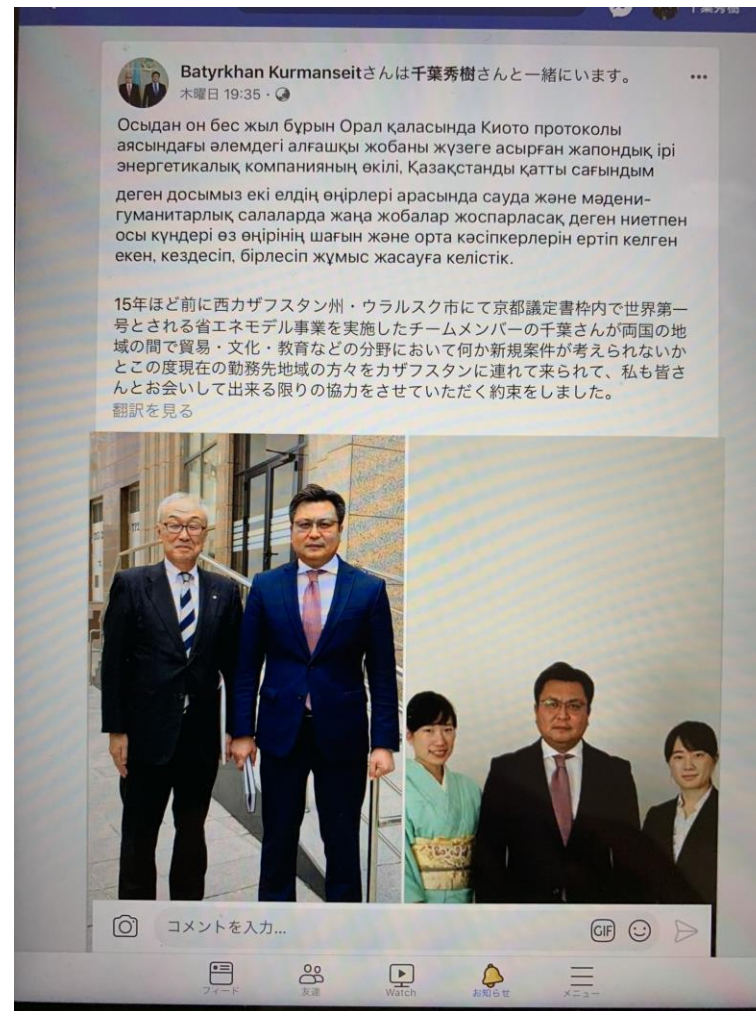 千葉秀樹
Batyrkhan Kurmanseitさんは千葉秀樹さんと一緒にいます。
木曜日 19:35
Осыдан он бес жыл бұрын Орал қаласында Киото протоколы
аясындағы әлемдегі алғашқы жобаны жүзеге асырған жапондық ірі
энергетикалық компанияның өкілі, Қазақстанды қатты сағындым
деген досымыз екі елдің өңірлері арасында сауда және мәдени-
гуманитарлық салаларда жаңа жобалар жоспарласақ деген ниетпен
осы күндері өз өңірінің шағын және орта кәсіпкерлерін ертіп келген
екен, кездесіп, бірлесіп жұмыс жасауға келістік.
15年ほど前に西カザフスタン州・ウラルスク市にて京都議定書枠内で世界第一
号とされる省エネモデル事業を実施したチームメンバーの千葉さんが両国の地
域の間で貿易・文化・教育などの分野において何か新規案件が考えられないか
とこの度現在の勤務先地域の方々をカザフスタンに連れて来られて、私も皆さ
んとお会いして出来る限りの協力をさせていただく約束をしました。
翻訳を見る
コメントを入力...
GIF
フィード
友達
Watch
お知らせ
メニュー